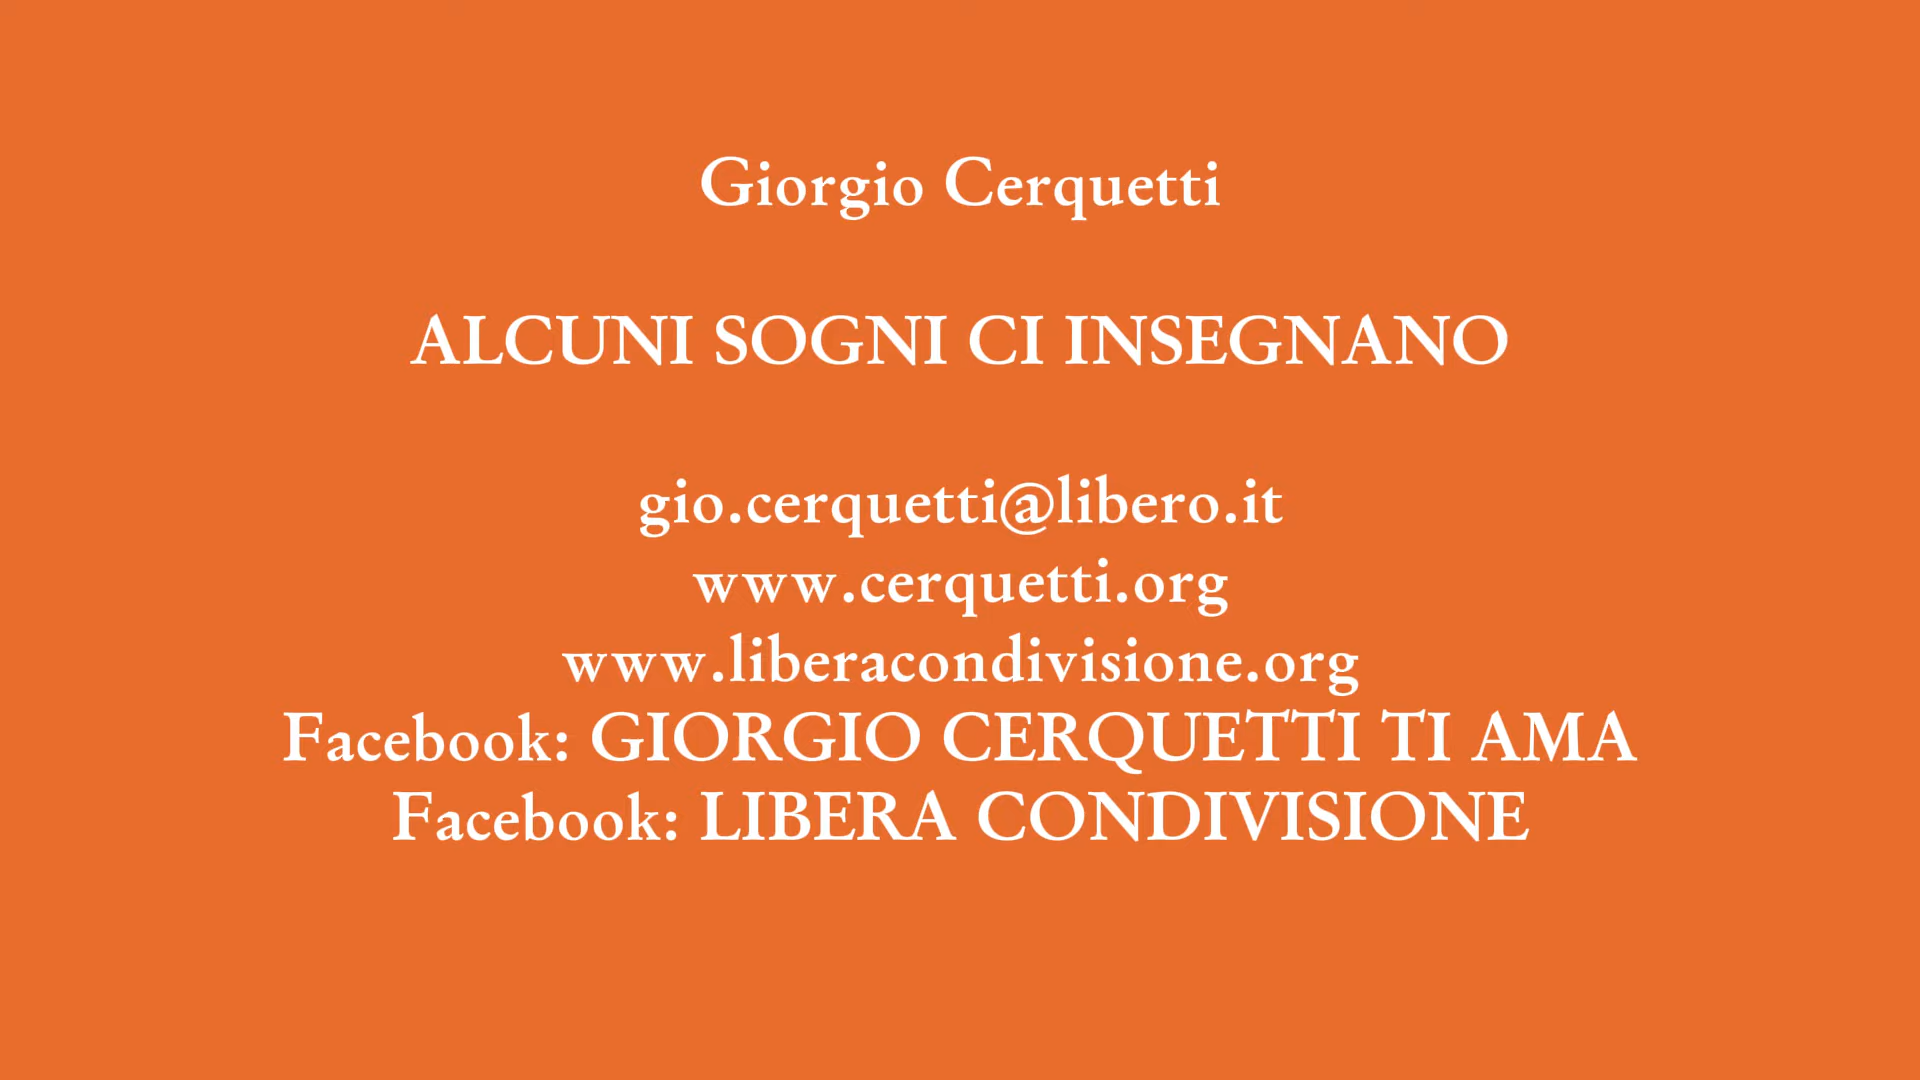 Giorgio Cerquetti
ALCUNI SOGNI CI INSEGNANO
gio.cerquetti@libero.it
www.cerquetti.org
www.liberacondivisione.org
Facebook: GIORGIO CERQUETTI TI AMA
Facebook: LIBERA CONDIVISIONE